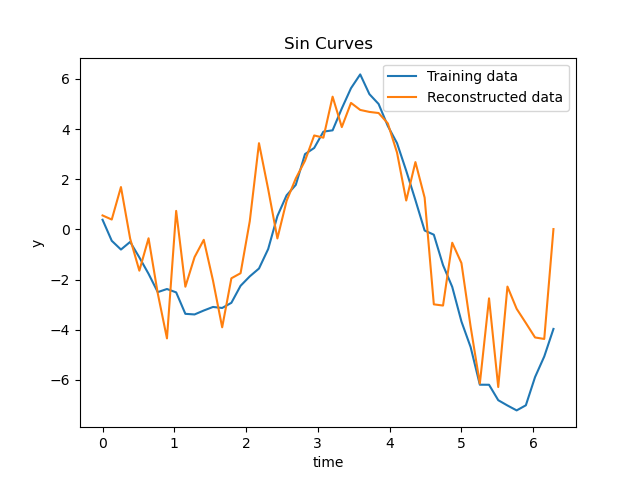 Sin Curves
Training data
Reconstructed data
6
4
2
0
−2
−4
−6
y
0 1 2 3 4 5 6
time